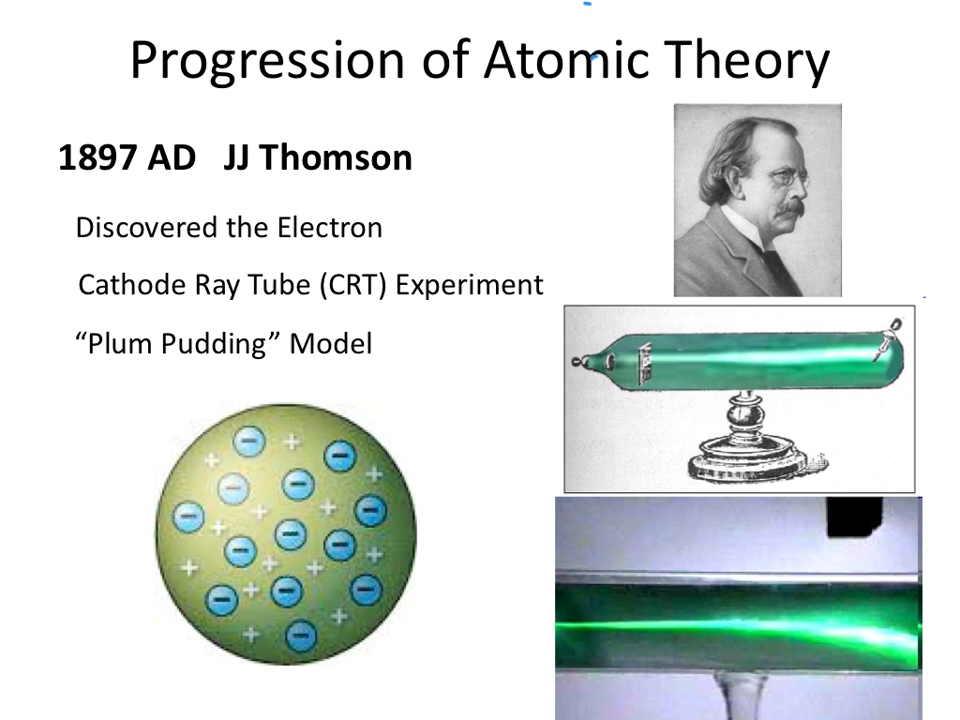 Progression of Atomic Theory
1897 AD JJ Thomson
Discovered the Electron
Cathode Ray Tube (CRT) Experiment
“Plum Pudding” Model